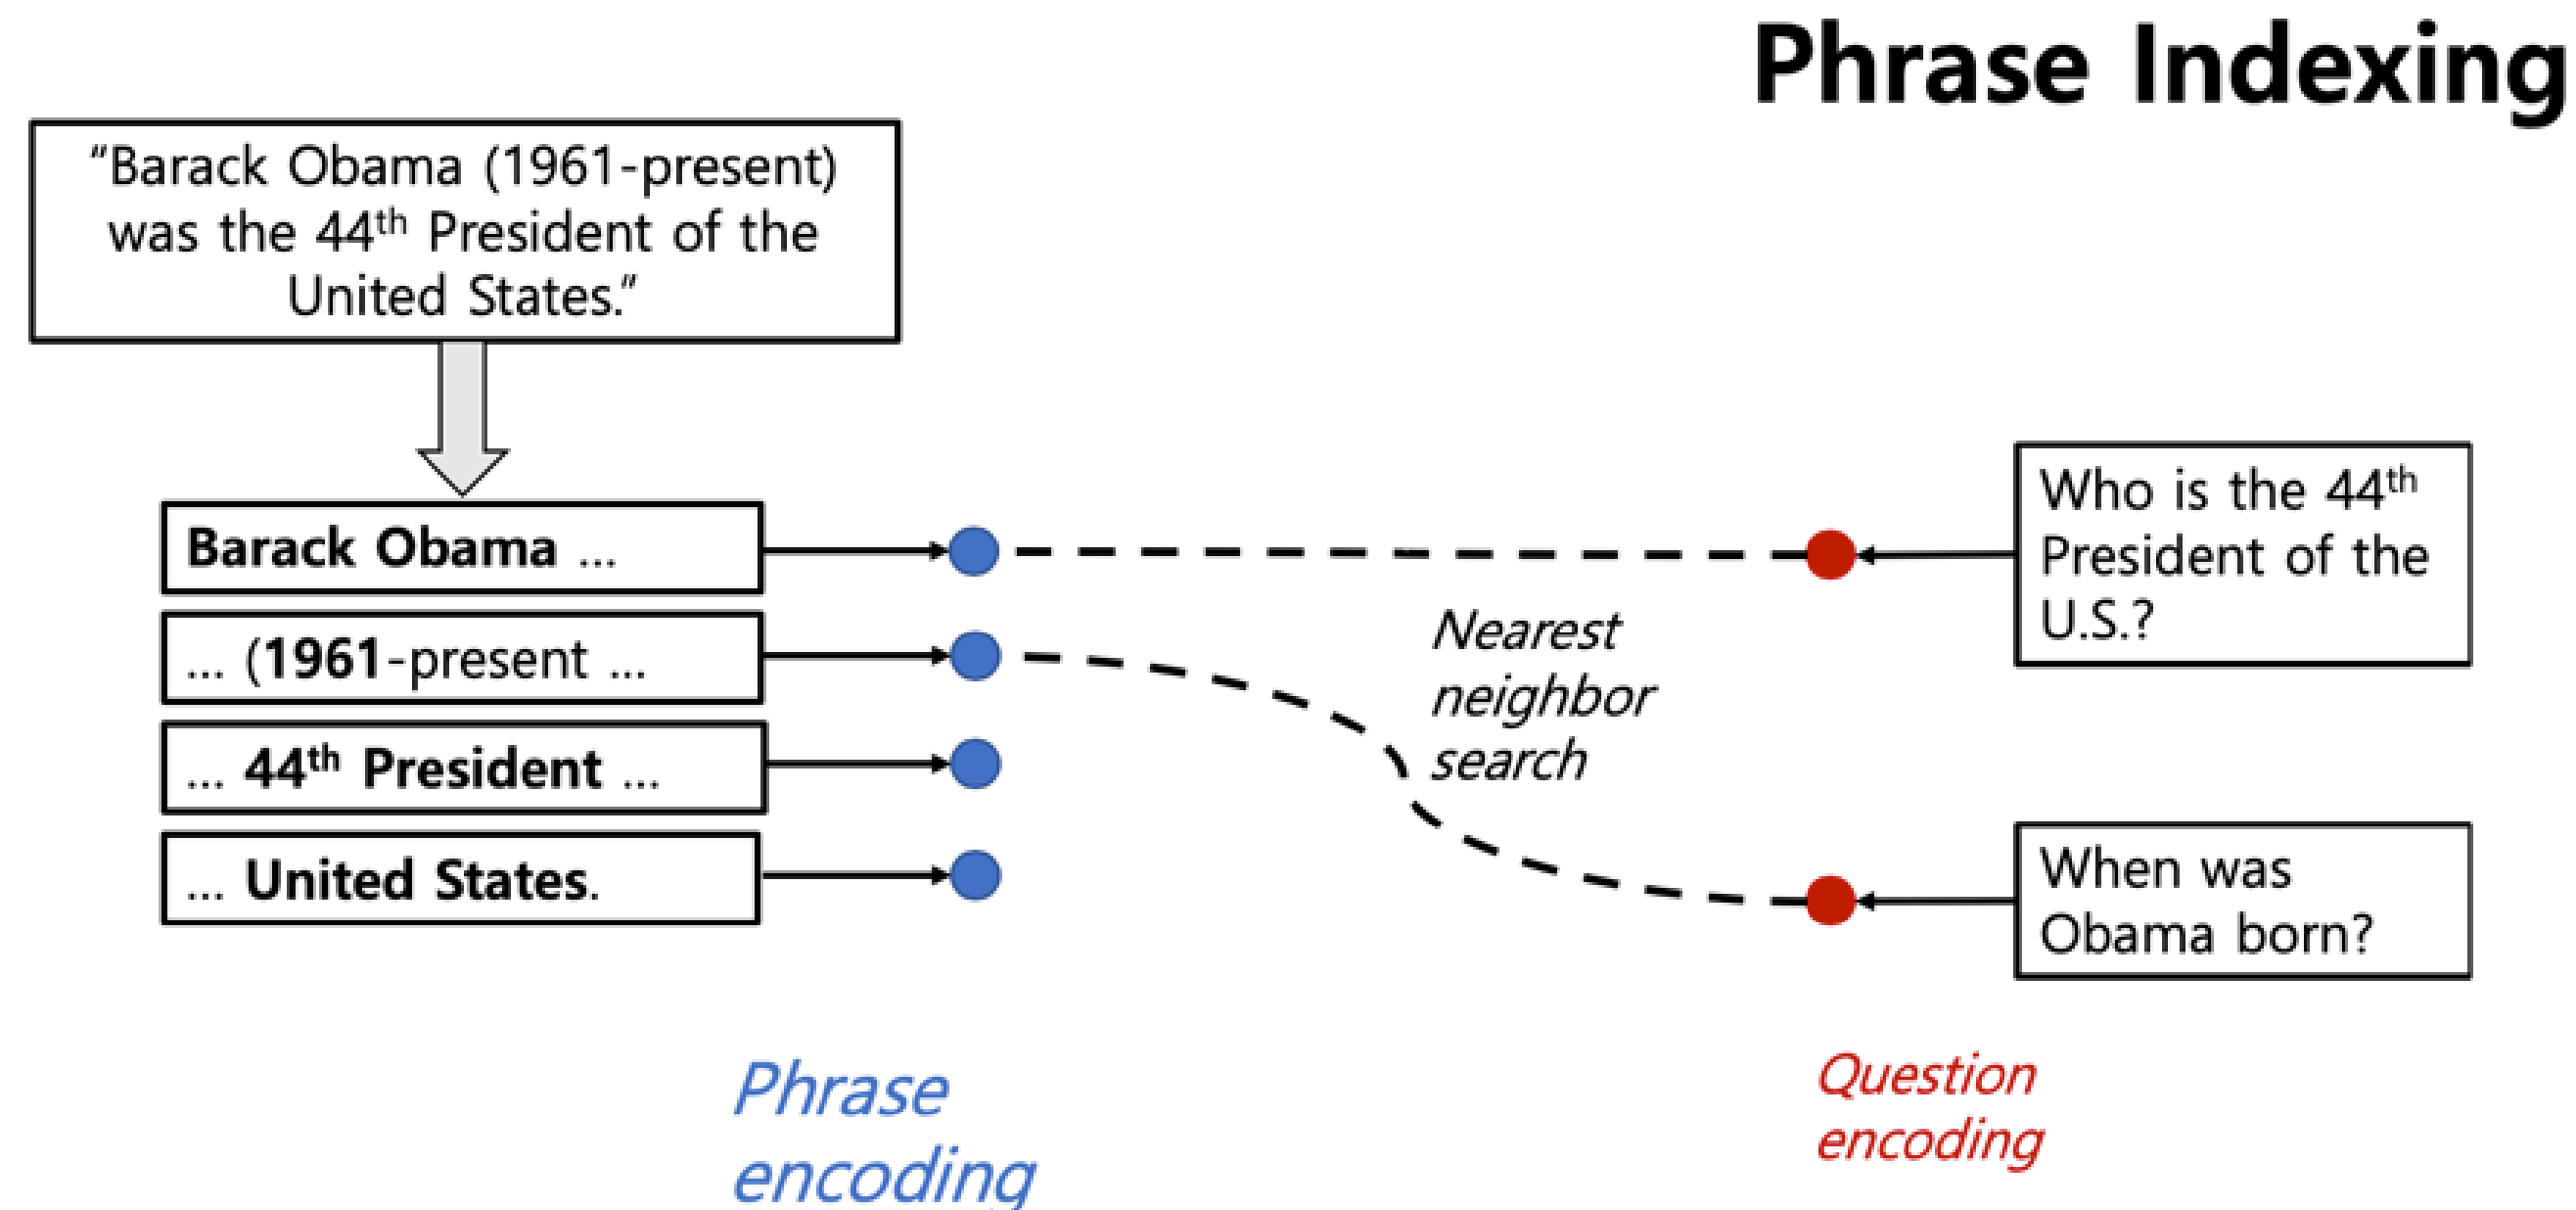 Phrase Indexing
“Barack Obama (1961-present)
was the 44th President of the
United States.”
Barack Obama ...
... (1961-present ...
... 44th President ...
... United States.
Nearest
neighbor
search
Who is the 44th
President of the
U.S.?
When was
Obama born?
Phrase
encoding
Question
encoding